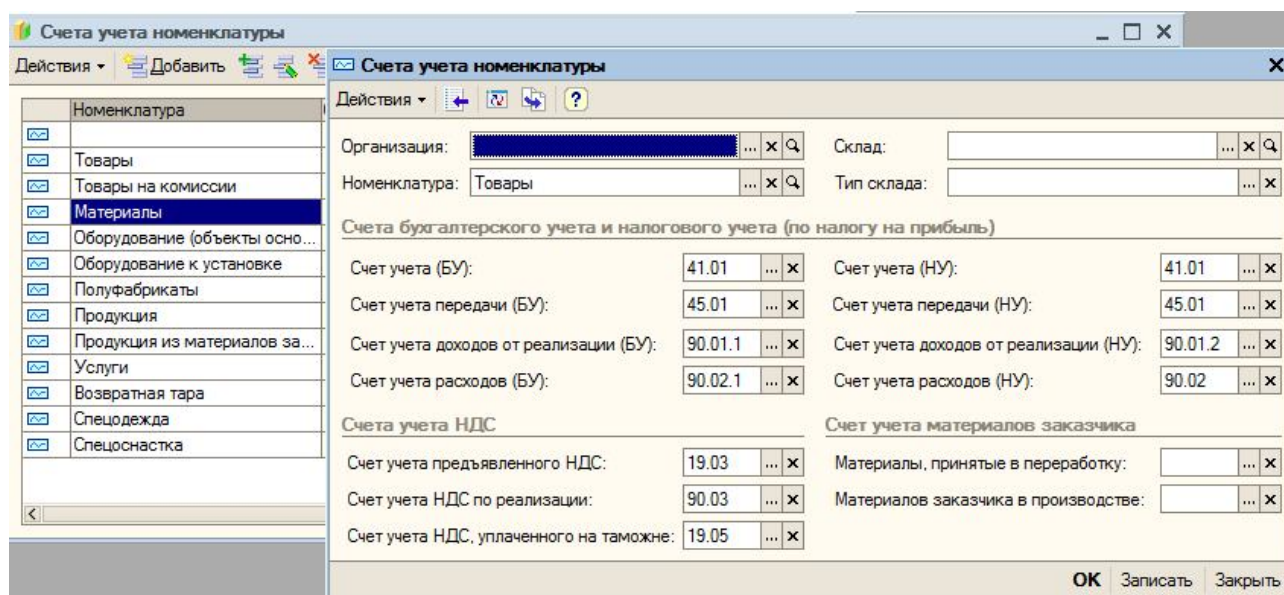 Счета учета номенклатуры
Действия
Добавить
Номенклатура
Товары
Товары на комиссии
Материалы
Оборудование (объекты осно...
Оборудование к установке
Полуфабрикаты
Продукция
Продукция из материалов за...
Услуги
Возвратная тара
Спецодежда
Спецоснастка
Счета учета номенклатуры
Действия
Организация:
Склад:
Номенклатура: Товары
Тип склада:
Счета бухгалтерского учета и налогового учета (по налогу на прибыль)
Счет учета (БУ): 41.01 Счет учета (НУ): 41.01
Счет учета передачи (БУ): 45.01 Счет учета передачи (НУ): 45.01
Счет учета доходов от реализации (БУ): 90.01.1 Счет учета доходов от реализации (НУ): 90.01.2
Счет учета расходов (БУ): 90.02.1 Счет учета расходов (НУ): 90.02
Счета учета НДС
Счет учета материалов заказчика
Счет учета предъявленного НДС: 19.03 Материалы, принятые в переработку:
Счет учета НДС по реализации: 90.03 Материалов заказчика в производстве:
Счет учета НДС, уплаченного на таможне: 19.05
ОК Записать Закрыть